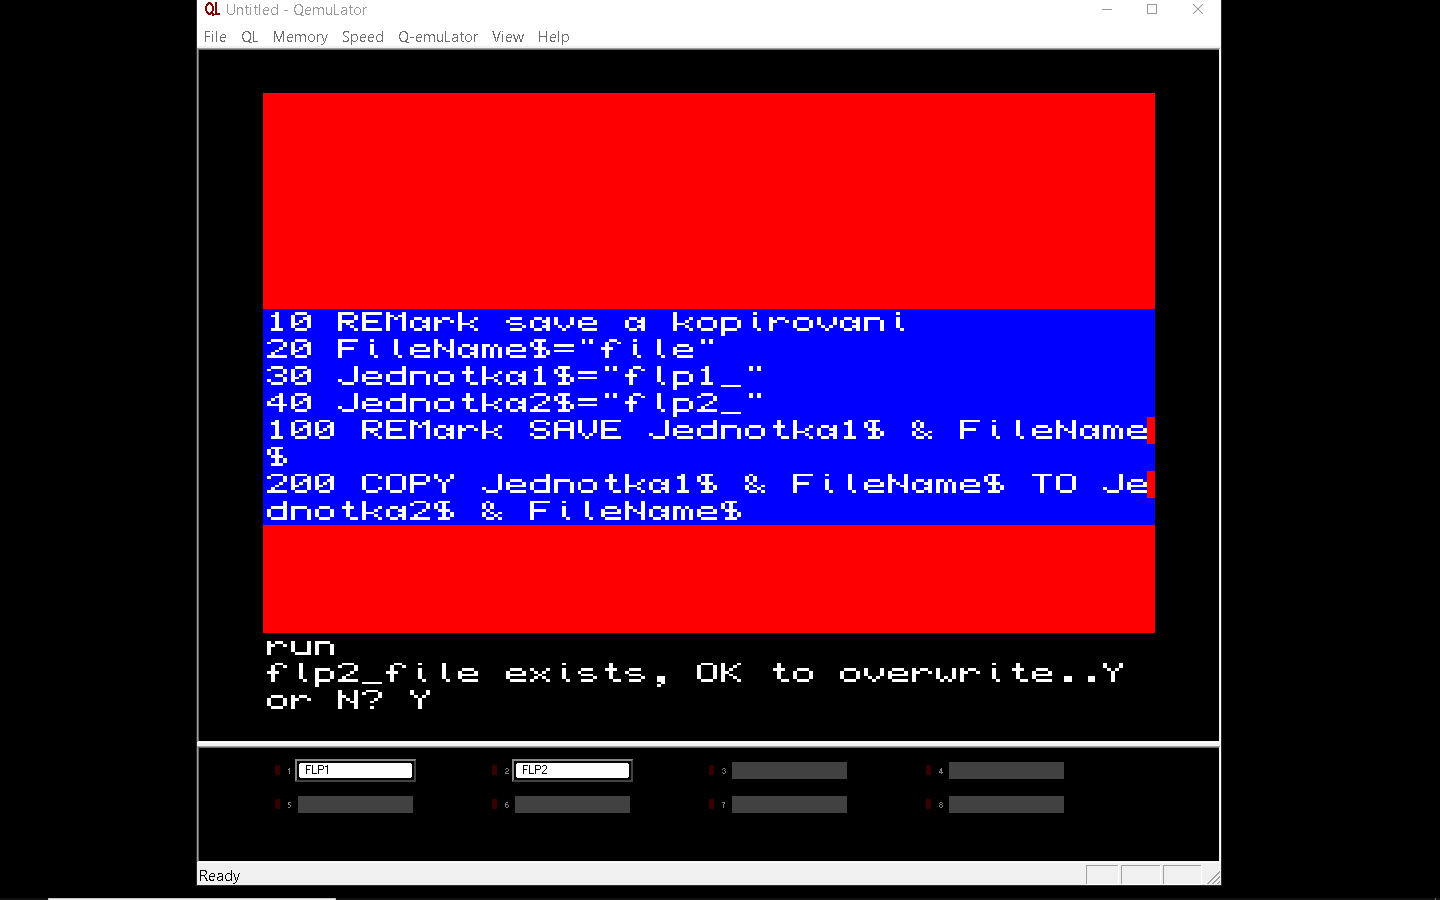 QL Untitled - QemuLator
File QL Memory Speed Q-emuLator View Help
10 REMark save a kopirovani
20 FileName$="file"
30 Jednotka1$="flp1_"
40 Jednotka2$="flp2_"
100 REMark SAVE Jednotka1$ & FileName
$
200 COPY Jednotka1$ & FileName$ TO Je
dnotka2$ & FileName$
run
flp2_file exists, OK to overwrite..Y
or N? Y
1 FLP1 2 FLP2 3 4
5 6 7 8
Ready